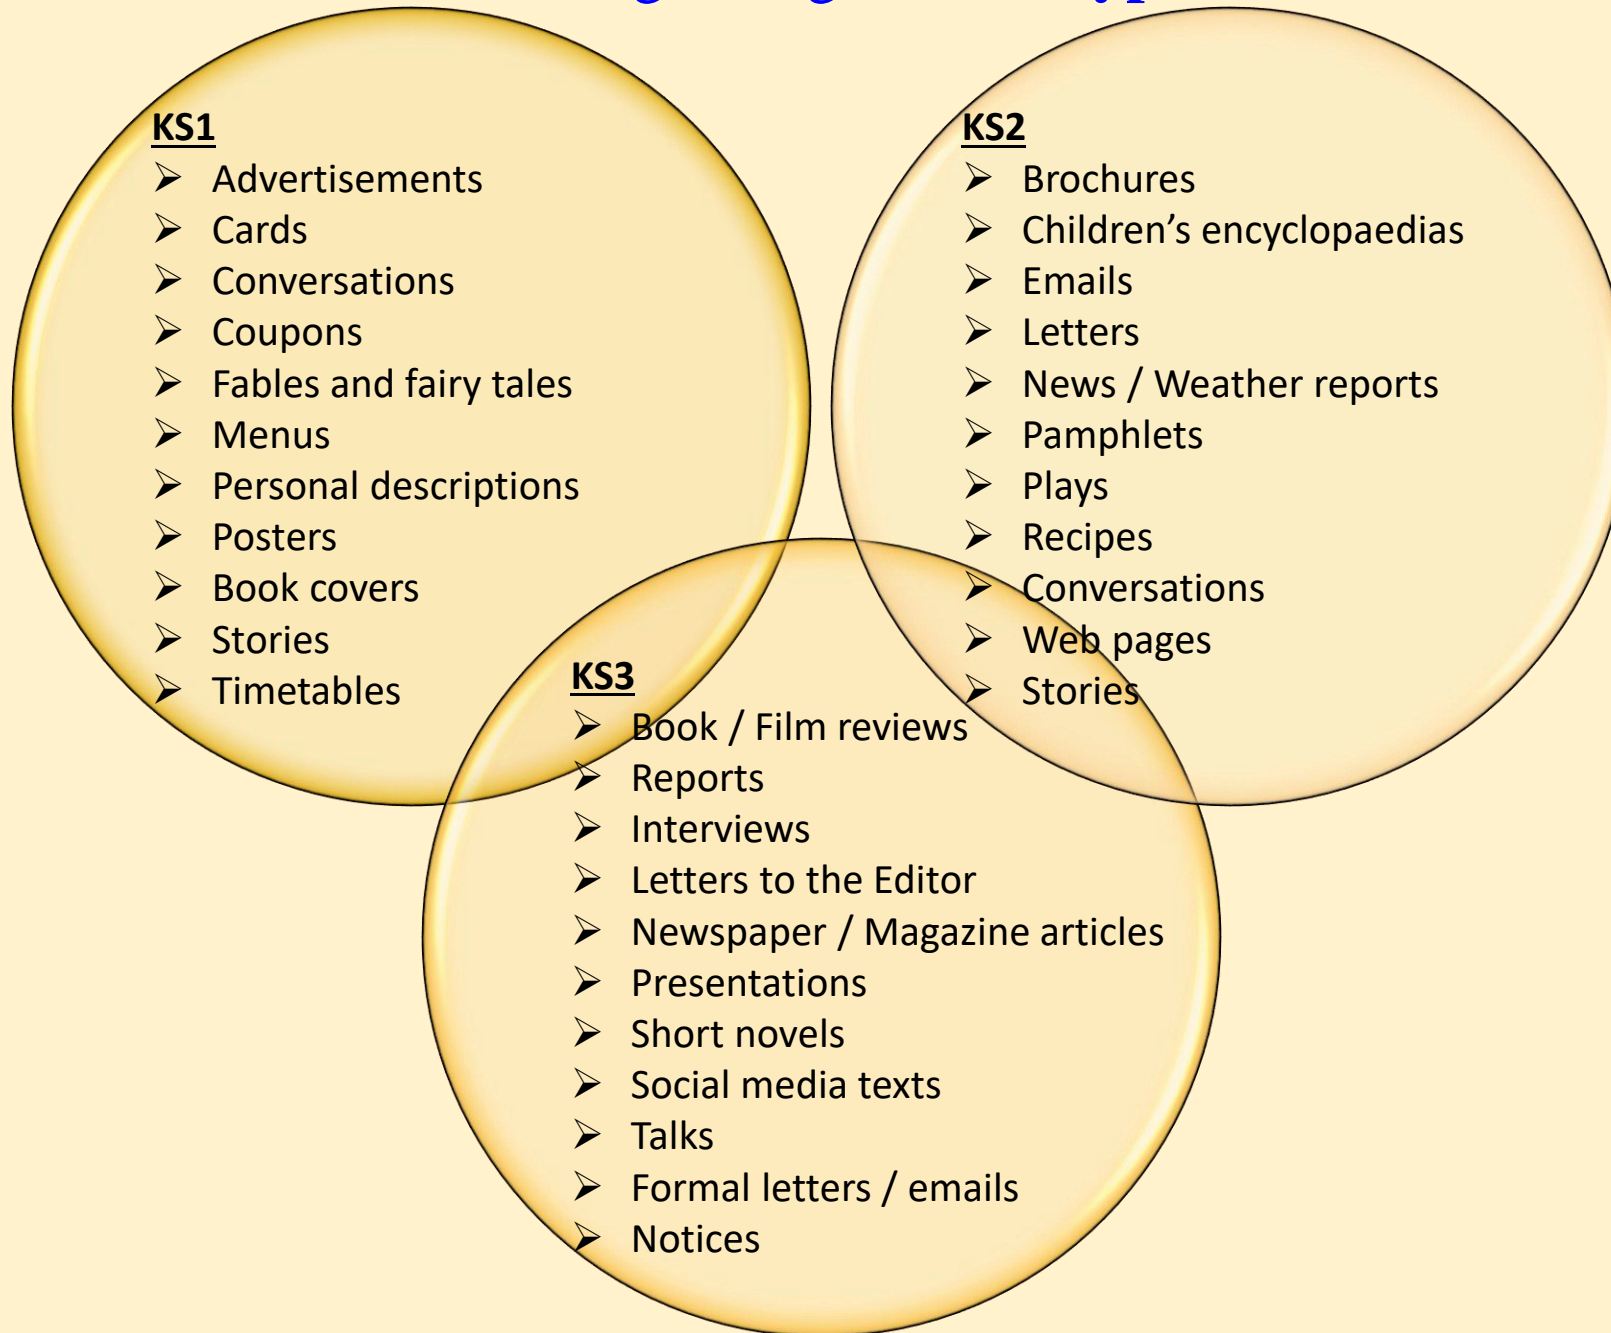 KS1
➢ Advertisements
➢ Cards
➢ Conversations
➢ Coupons
➢ Fables and fairy tales
➢ Menus
➢ Personal descriptions
➢ Posters
➢ Book covers
➢ Stories
➢ Timetables
KS2
➢ Brochures
➢ Children’s encyclopaedias
➢ Emails
➢ Letters
➢ News / Weather reports
➢ Pamphlets
➢ Plays
➢ Recipes
➢ Conversations
➢ Web pages
➢ Stories
KS3
➢ Book / Film reviews
➢ Reports
➢ Interviews
➢ Letters to the Editor
➢ Newspaper / Magazine articles
➢ Presentations
➢ Short novels
➢ Social media texts
➢ Talks
➢ Formal letters / emails
➢ Notices